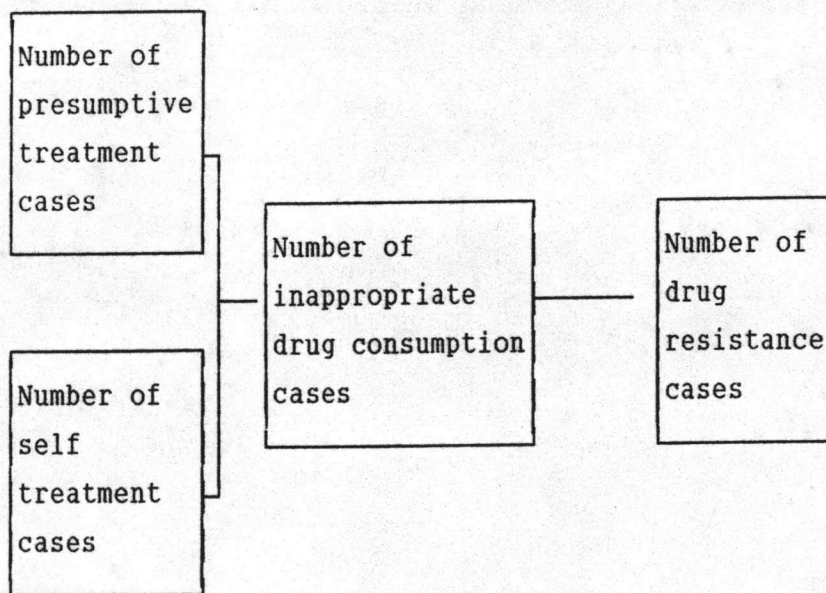 Number of
presumptive
treatment
cases
Number of
self
treatment
cases
Number of
inappropriate
drug consumption
cases
Number of
drug
resistance
cases